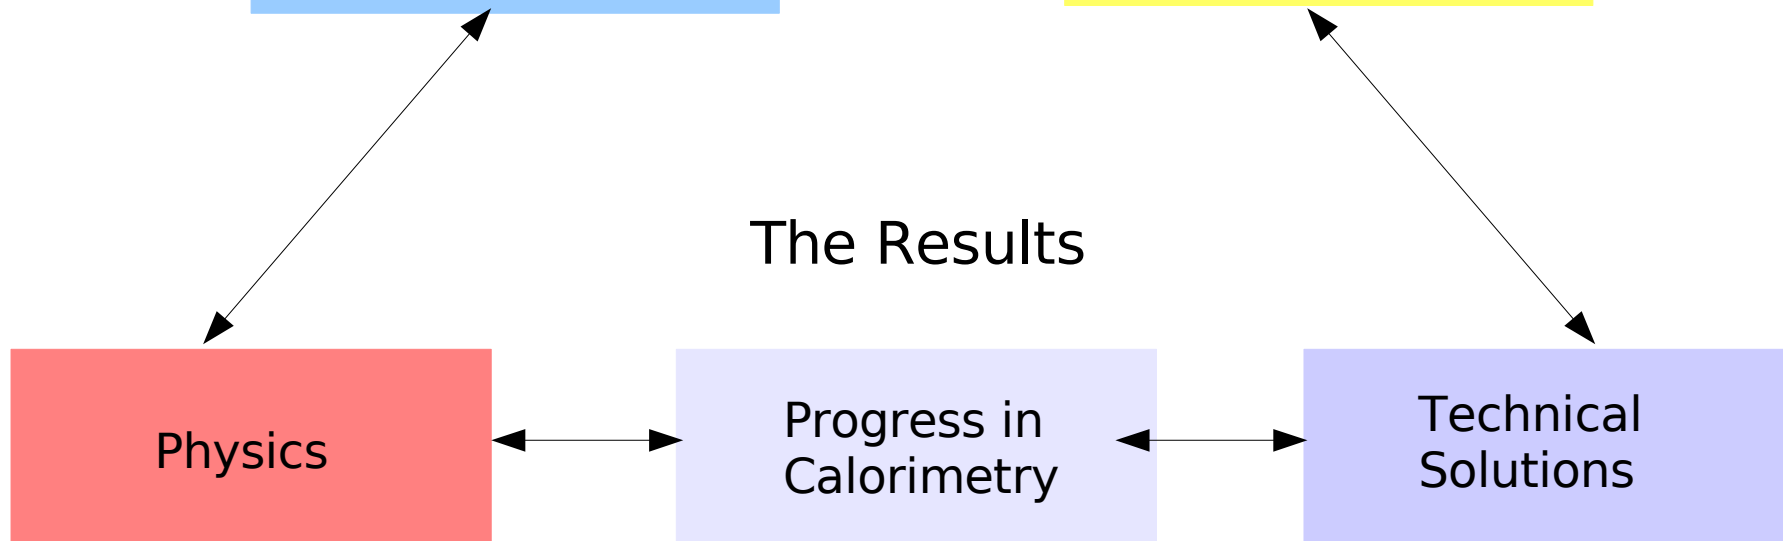 The Results
Physics
Progress in
Calorimetry
Technical
Solutions